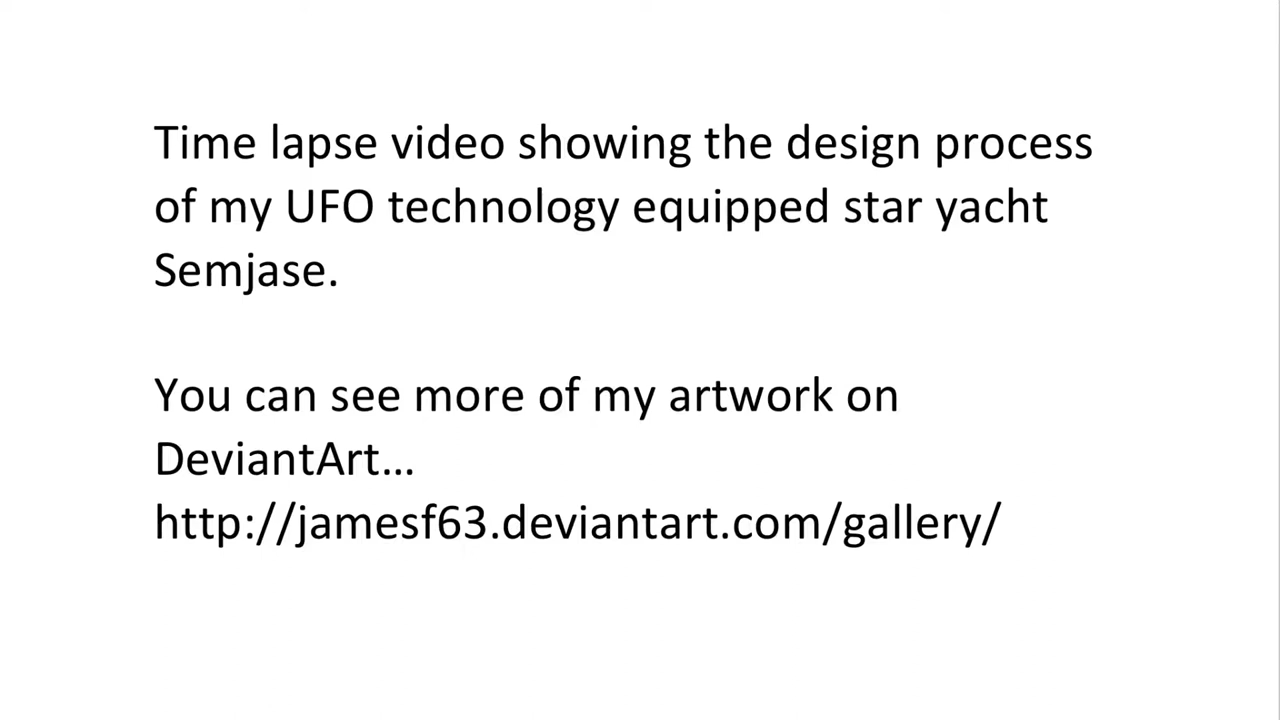 Time lapse video showing the design process
of my UFO technology equipped star yacht
Semjase.
You can see more of my artwork on
DeviantArt...
http://jamesf63.deviantart.com/gallery/